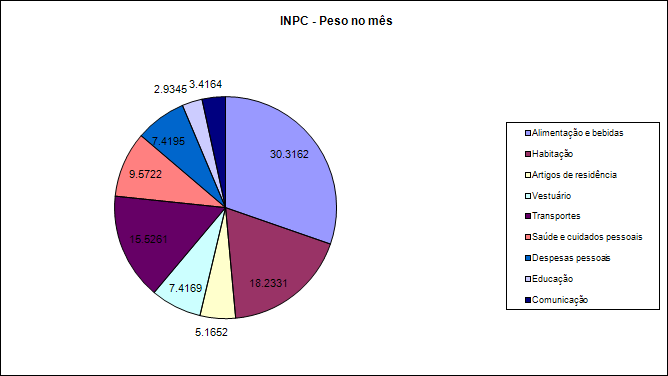 INPC - Peso no mês
2.9345
3.4164
7.4195
30.3162
9.5722
15.5261
18.2331
7.4169
5.1652
Alimentação e bebidas
Habitação
Artigos de residência
Vestuário
Transportes
Saúde e cuidados pessoais
Despesas pessoais
Educação
Comunicação